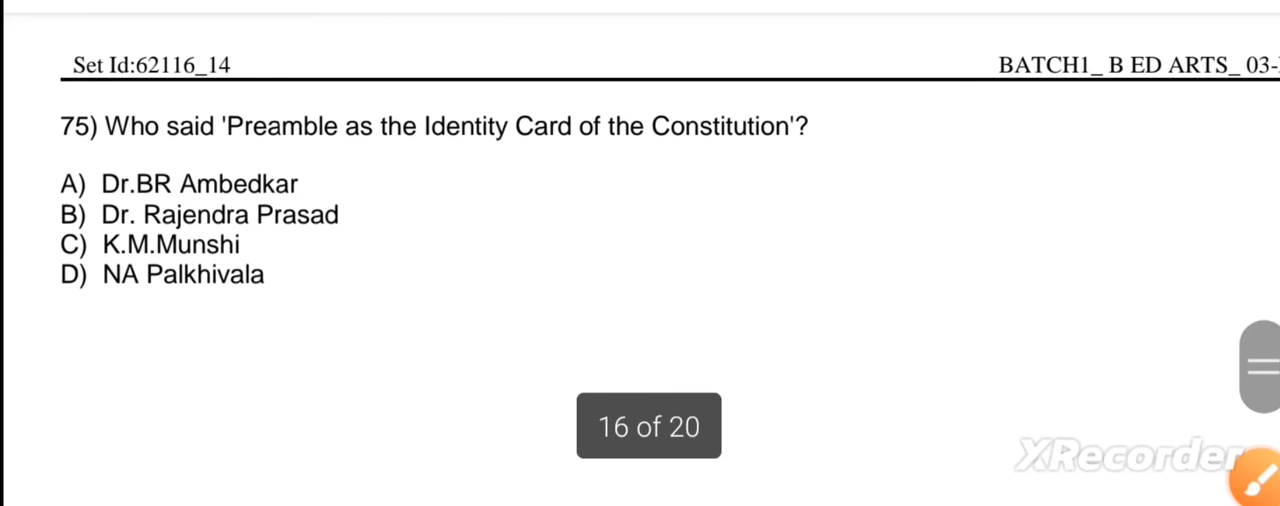 Set Id:62116_14 BATCH1_ B ED ARTS_ 03-
75) Who said 'Preamble as the Identity Card of the Constitution'?
A) Dr.BR Ambedkar
B) Dr. Rajendra Prasad
C) K.M.Munshi
D) NA Palkhivala
16 of 20
XRecorder